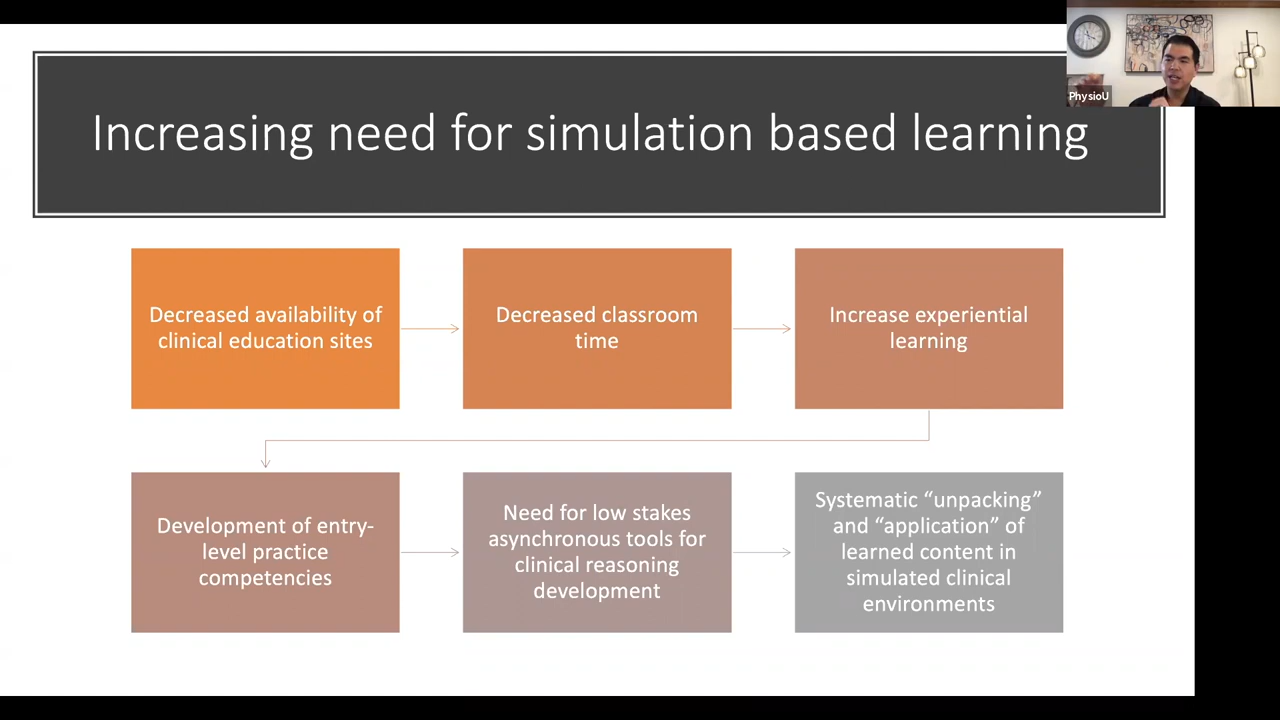 PhysioU
Increasing need for simulation based learning
Decreased availability of
clinical education sites
Decreased classroom
time
Increase experiential
learning
Development of entry-
level practice
competencies
Need for low stakes
asynchronous tools for
clinical reasoning
development
Systematic “unpacking”
and “application” of
learned content in
simulated clinical
environments